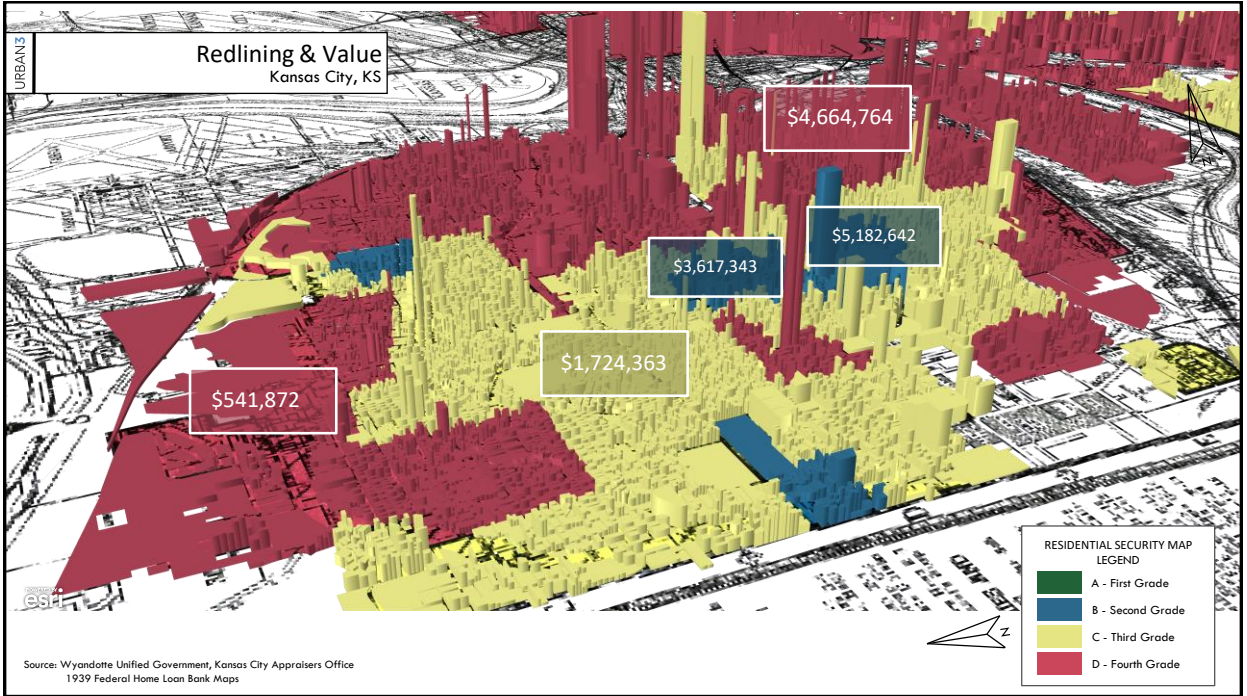 URBAN3
Redlining & Value
Kansas City, KS
$4,664,764
$5,182,642
$3,617,343
$1,724,363
$541,872
N
RESIDENTIAL SECURITY MAP
LEGEND
A - First Grade
B - Second Grade
C - Third Grade
D - Fourth Grade
esri
N
Source: Wyandotte Unified Government, Kansas City Appraisers Office
1939 Federal Home Loan Bank Maps